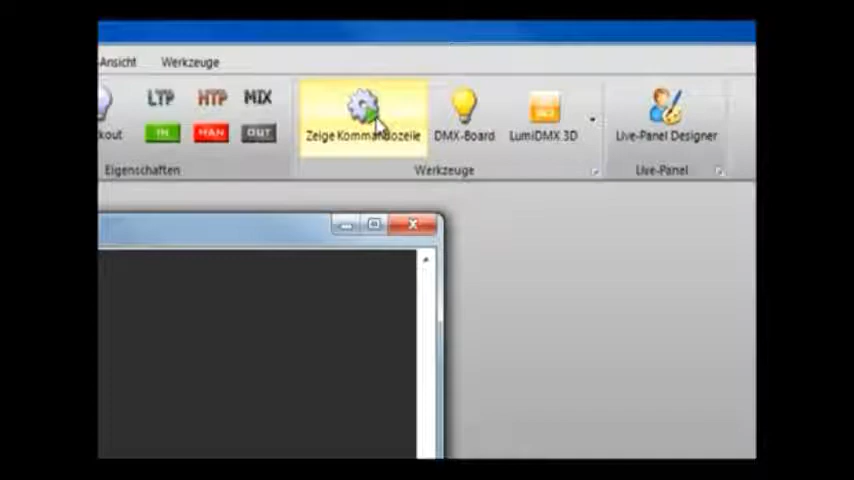 -Ansicht Werkzeuge
LTP HTP MIX
IN MAN OUT
ckout Zeige Kommandozeile DMX-Board LumiDMX 3D Live-Panel Designer
Eigenschaften Werkzeuge Live-Panel